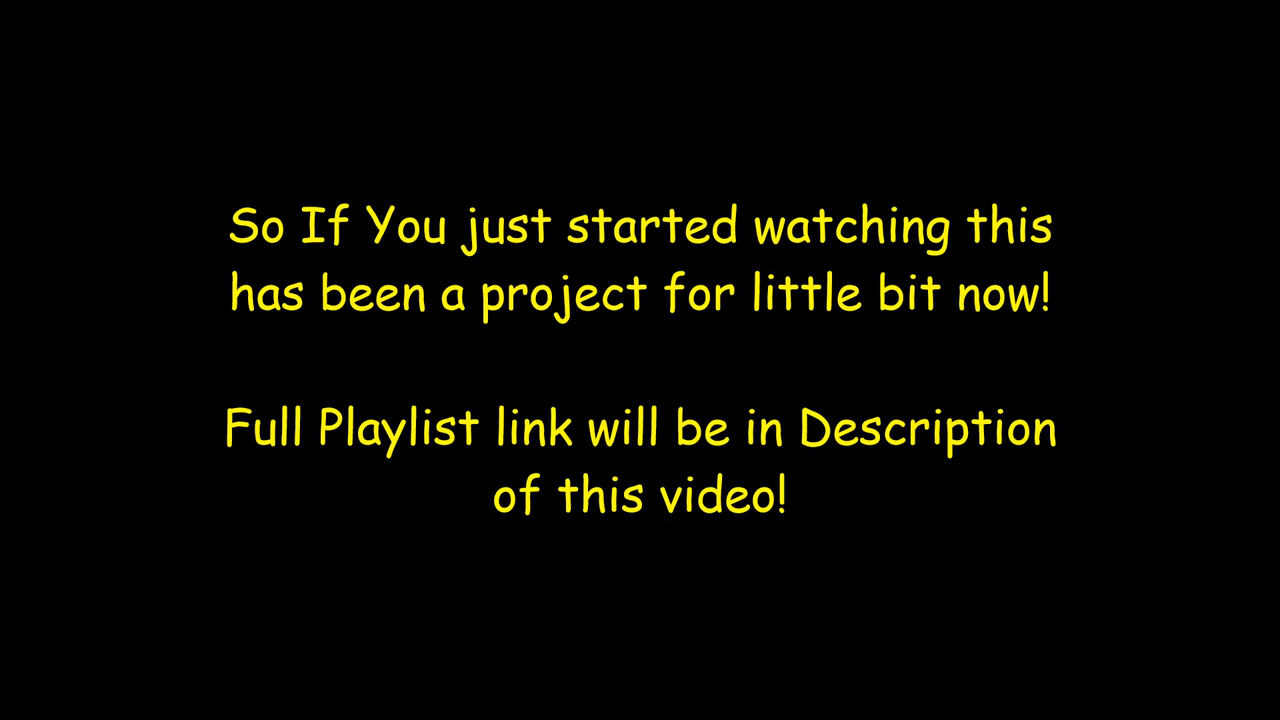 So If You just started watching this
has been a project for little bit now!
Full Playlist link will be in Description
of this video!